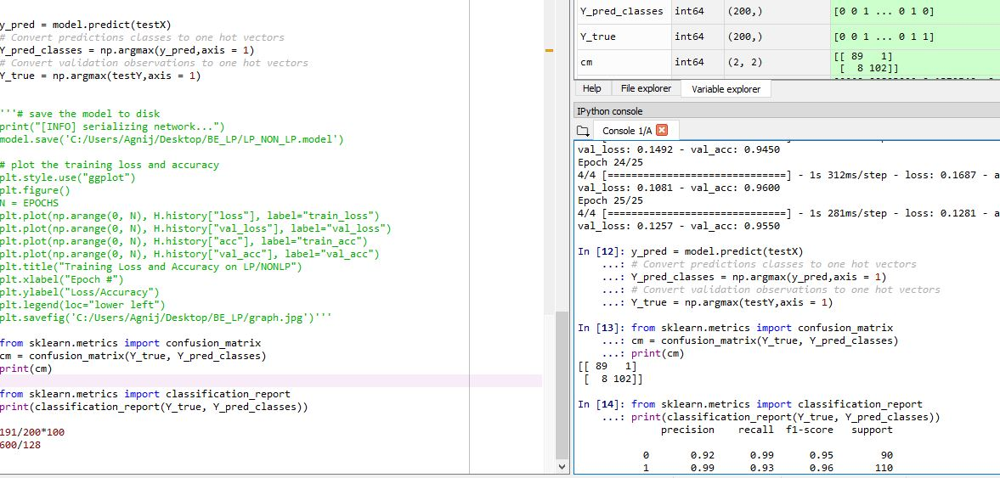 y_pred = model.predict(testX)
# Convert predictions classes to one hot vectors
Y_pred_classes = np.argmax(y_pred,axis = 1)
# Convert validation observations to one hot vectors
Y_true = np.argmax(testY,axis = 1)
'''# save the model to disk
print("[INFO] serializing network...")
model.save('C:/Users/Agnij/Desktop/BE_LP/LP_NON_LP.model')
# plot the training loss and accuracy
plt.style.use("ggplot")
plt.figure()
N = EPOCHS
plt.plot(np.arange(0, N), H.history["loss"], label="train_loss")
plt.plot(np.arange(0, N), H.history["val_loss"], label="val_loss")
plt.plot(np.arange(0, N), H.history["acc"], label="train_acc")
plt.plot(np.arange(0, N), H.history["val_acc"], label="val_acc")
plt.title("Training Loss and Accuracy on LP/NONLP")
plt.xlabel("Epoch #")
plt.ylabel("Loss/Accuracy")
plt.legend(loc="lower left")
plt.savefig('C:/Users/Agnij/Desktop/BE_LP/graph.jpg')'''
from sklearn.metrics import confusion_matrix
cm = confusion_matrix(Y_true, Y_pred_classes)
print(cm)
from sklearn.metrics import classification_report
print(classification_report(Y_true, Y_pred_classes))
191/200*100
600/128
Y_pred_classes int64 (200,) [0 0 1 ... 0 1 0]
Y_true int64 (200,) [0 0 1 ... 0 1 1]
cm int64 (2, 2) [[ 89 1]
[ 8 102]]
Help File explorer Variable explorer
IPython console
Console 1/A
val_loss: 0.1492 - val_acc: 0.9450
Epoch 24/25
4/4 [==============================] - 1s 312ms/step - loss: 0.1687 - a
val_loss: 0.1081 - val_acc: 0.9600
Epoch 25/25
4/4 [==============================] - 1s 281ms/step - loss: 0.1281 - a
val_loss: 0.1257 - val_acc: 0.9550
In [12]: y_pred = model.predict(testX)
...: # Convert predictions classes to one hot vectors
...: Y_pred_classes = np.argmax(y_pred,axis = 1)
...: # Convert validation observations to one hot vectors
...: Y_true = np.argmax(testY,axis = 1)
In [13]: from sklearn.metrics import confusion_matrix
...: cm = confusion_matrix(Y_true, Y_pred_classes)
...: print(cm)
[[ 89 1]
[ 8 102]]
In [14]: from sklearn.metrics import classification_report
...: print(classification_report(Y_true, Y_pred_classes))
precision recall f1-score support
0 0.92 0.99 0.95 90
1 0.99 0.93 0.96 110